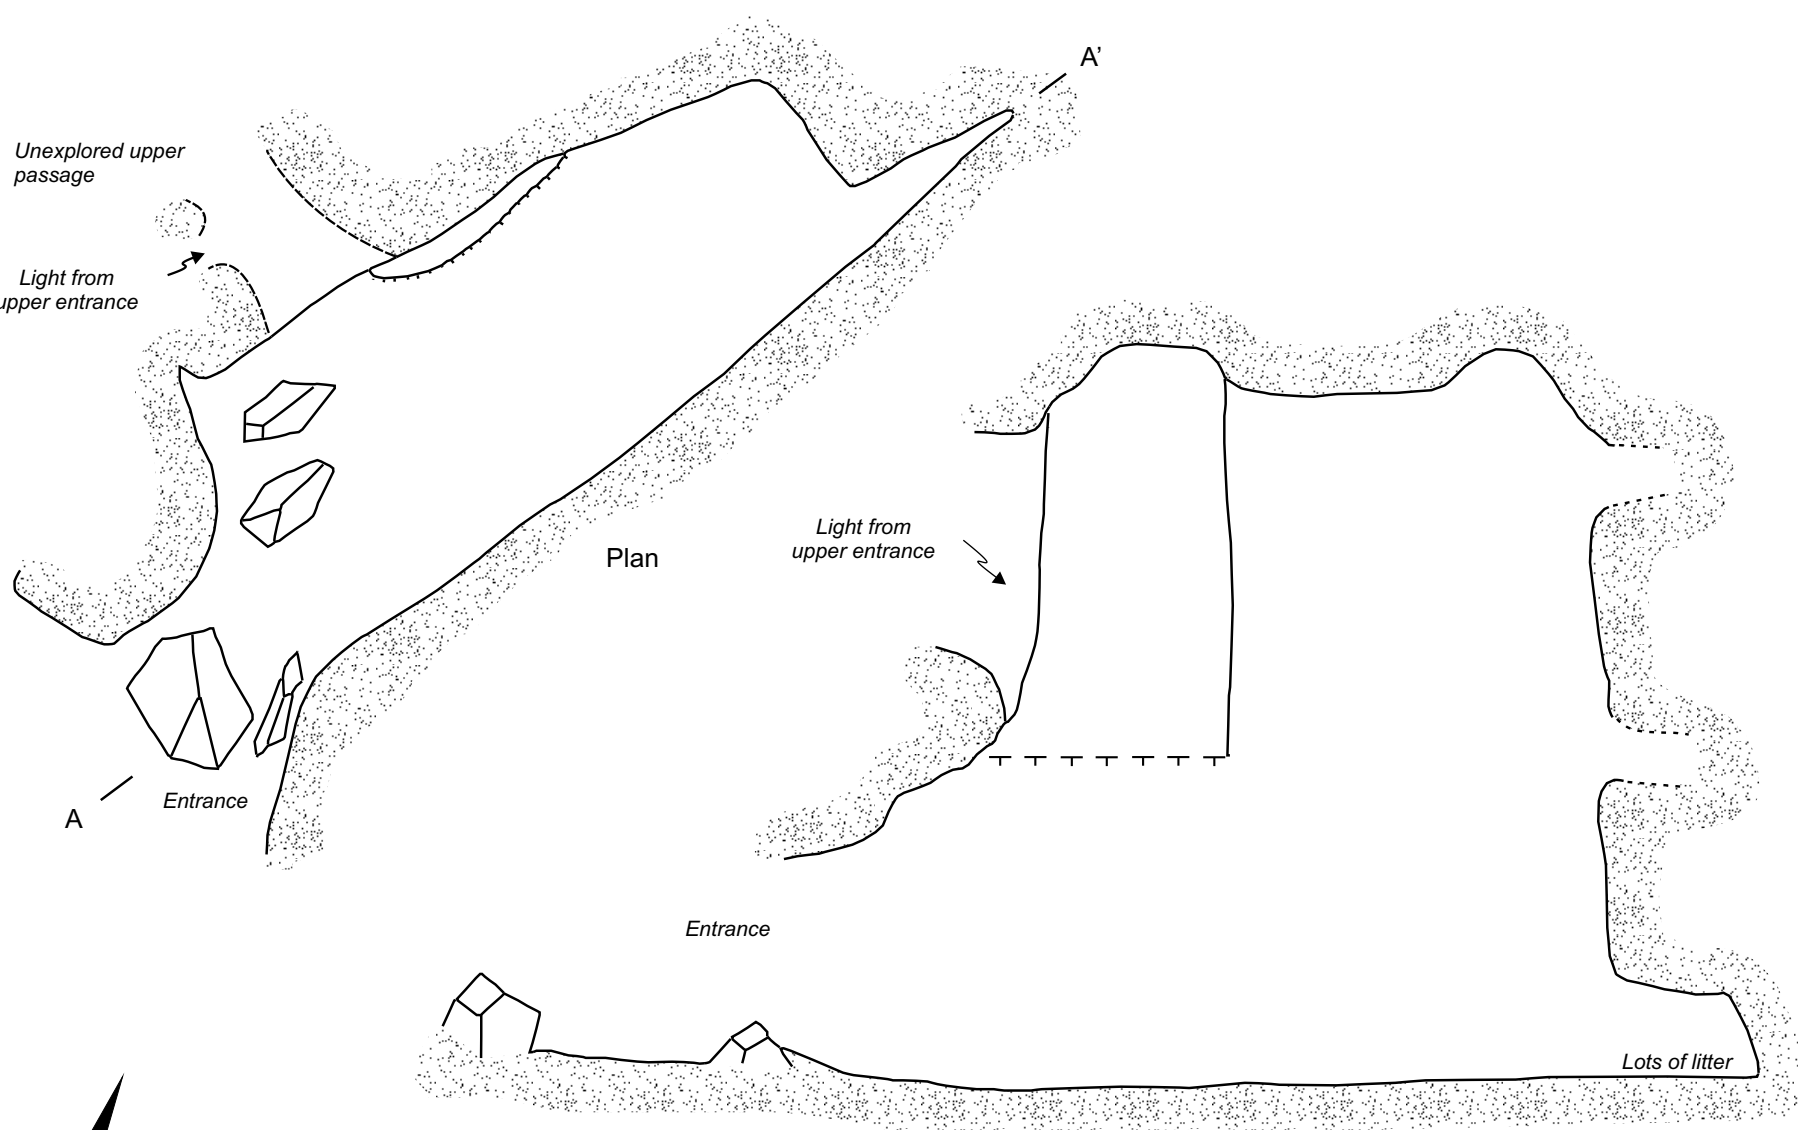 A’
Unexplored upper
passage
Light from
upper entrance
Plan
Light from
upper entrance
A
Entrance
Entrance
Lots of litter